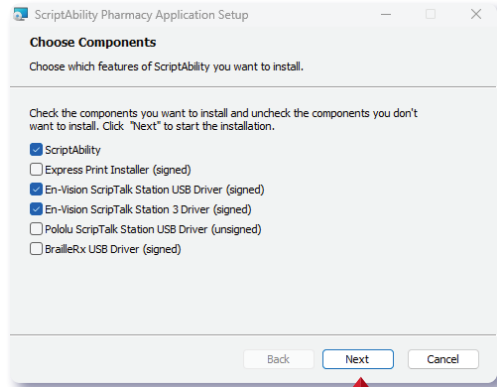 ScriptAbility Pharmacy Application Setup
Choose Components
Choose which features of ScriptAbility you want to install.
Check the components you want to install and uncheck the components you don't
want to install. Click "Next" to start the installation.
ScriptAbility
Express Print Installer (signed)
En-Vision ScripTalk Station USB Driver (signed)
En-Vision ScripTalk Station 3 Driver (signed)
Pololu ScripTalk Station USB Driver (unsigned)
BrailleRx USB Driver (signed)
Back
Next
Cancel